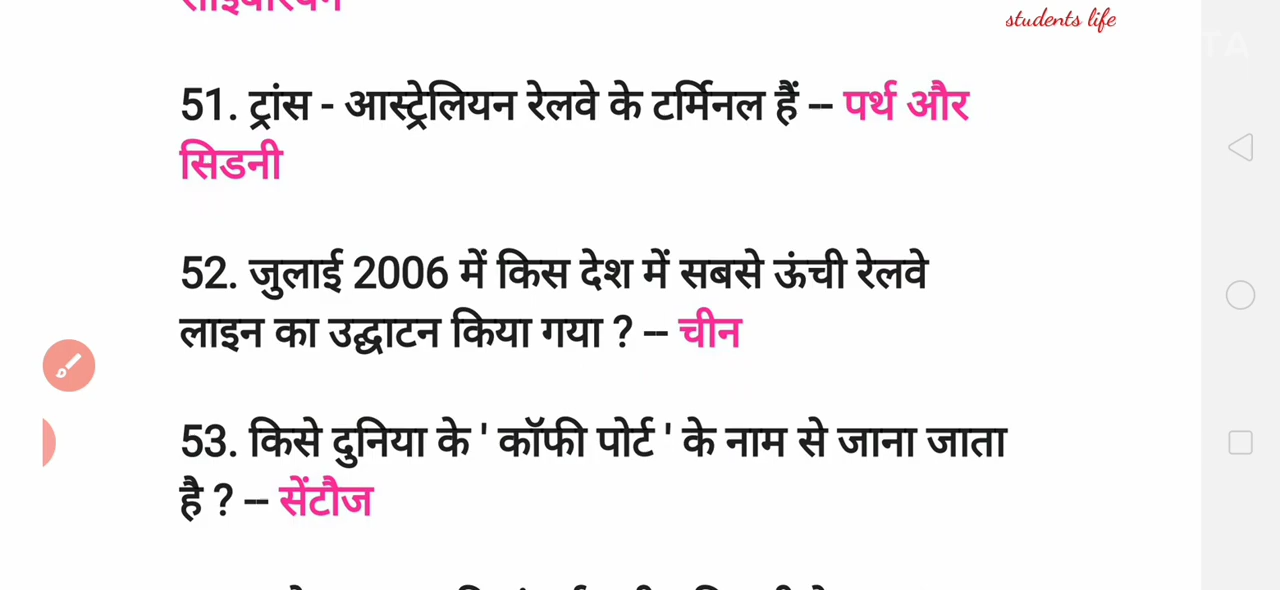 students life
51. ट्रांस - आस्ट्रेलियन रेलवे के टर्मिनल हैं -- पर्थ और
सिडनी
52. जुलाई 2006 में किस देश में सबसे ऊंची रेलवे
लाइन का उद्घाटन किया गया ? -- चीन
53. किसे दुनिया के ' कॉफी पोर्ट ' के नाम से जाना जाता
है ? -- सेंटौज